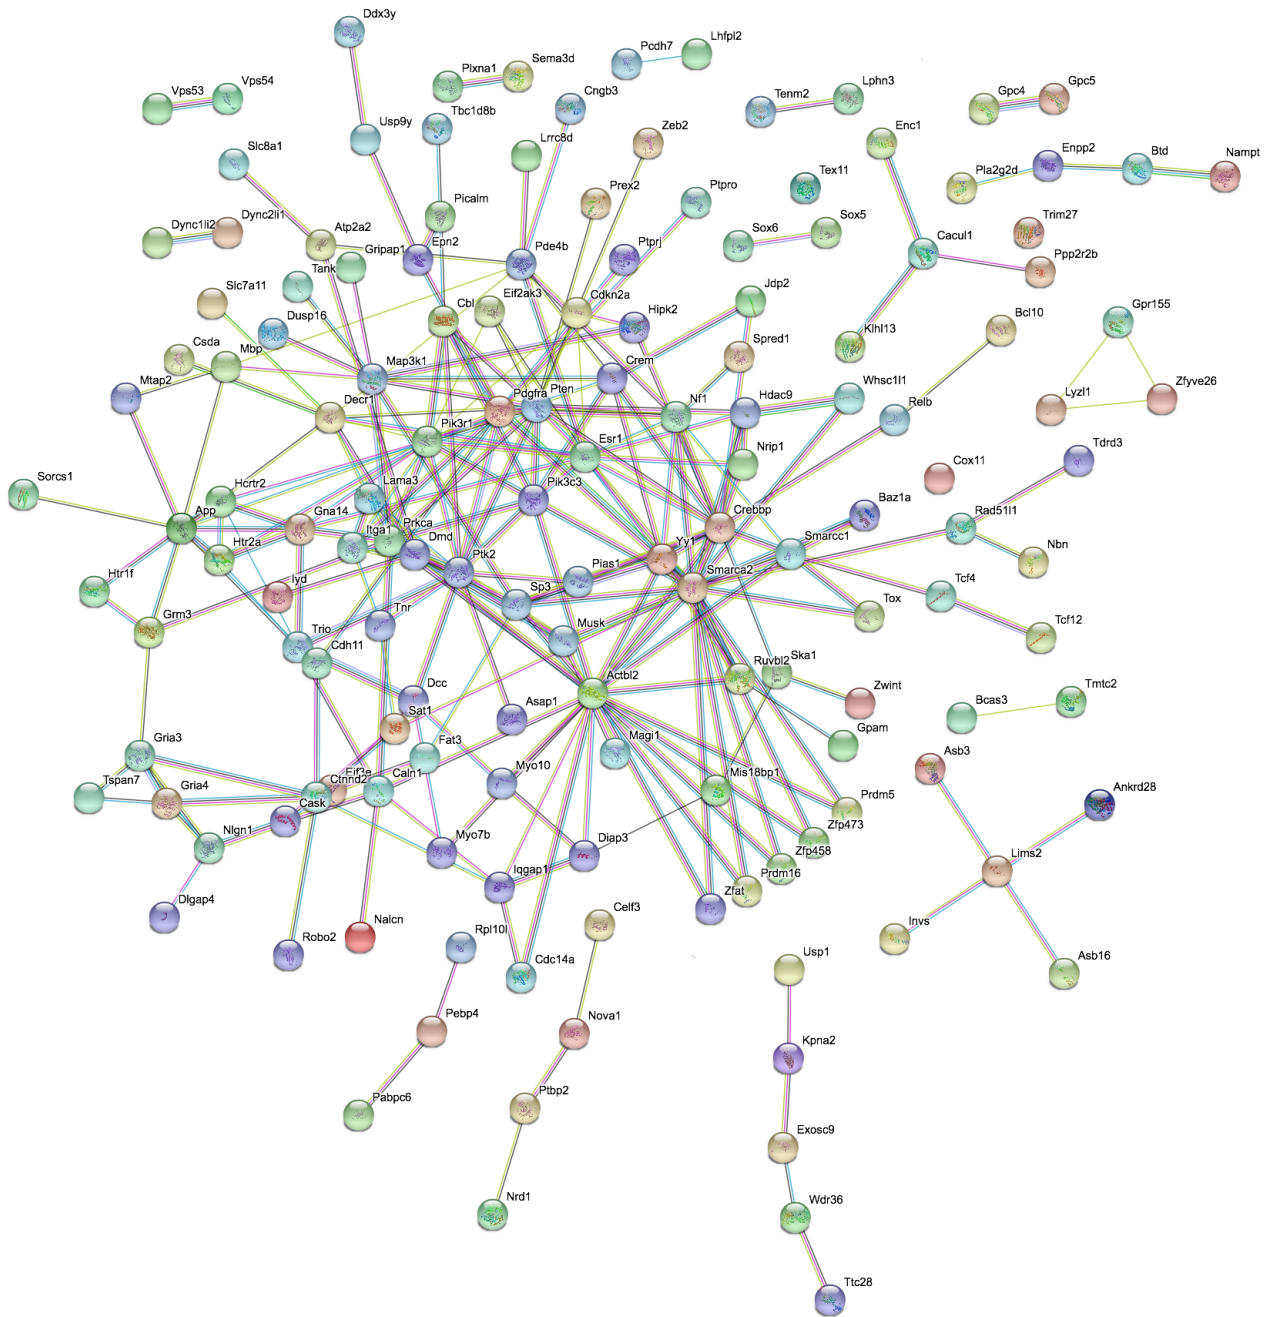 Ddx3y
Lhfpl2
Pcdh7
Sema3d
Plxna1
Vps54
Vps53
Cngb3
Lphn3
Tenm2
Gpc5
Gpc4
Tbc1d8b
Usp9y
Enc1
Zeb2
Lrrc8d
Slc8a1
Enpp2
Btd
Nampt
Pla2g2d
Tex11
Prex2
Ptpro
Picalm
Dync2li1
Dync1li2
Sox5
Sox6
Trim27
Atp2a2
Gripap1
Epn2
Pde4b
Ptprj
Cacul1
Ppp2r2b
Tank
Slc7a11
Dusp16
Cbl
Eif2ak3
Cdkn2a
Hipk2
Jdp2
Klhl13
Bcl10
Gpr155
Csda
Mbp
Map3k1
Spred1
Mtap2
Crem
Whsc1l1
Zfyve26
Lyzl1
Decr1
Pdgfra
Pten
Nf1
Hdac9
Relb
Pik3r1
Esr1
Nrip1
Tdrd3
Cox11
Sorcs1
Hcrtr2
Lama3
Pik3c3
App
Gna14
Crebbp
Baz1a
Rad51l1
Itga1
Prkca
Dmd
Yy1
Smarcc1
Nbn
Htr2a
Ptk2
Pias1
Smarca2
Htr1f
Iyd
Sp3
Tox
Tcf4
Grm3
Tnr
Musk
Tcf12
Trio
Cdh11
Actbl2
Ruvbl2
Ska1
Dcc
Zwint
Asap1
Sat1
Bcas3
Tmtc2
Gpam
Fat3
Magi1
Gria3
Asb3
Tspan7
Gria4
Eif3e
Ctnnd2
Caln1
Myo10
Mis18bp1
Ankrd28
Cask
Prdm5
Zfp473
Nlgn1
Myo7b
Diap3
Zfp458
Lims2
Iqgap1
Prdm16
Zfat
Dlgap4
Nalcn
Celf3
Invs
Robo2
Rpl10l
Cdc14a
Usp1
Asb16
Pebp4
Nova1
Kpna2
Pabpc6
Ptbp2
Exosc9
Nrd1
Wdr36
Ttc28